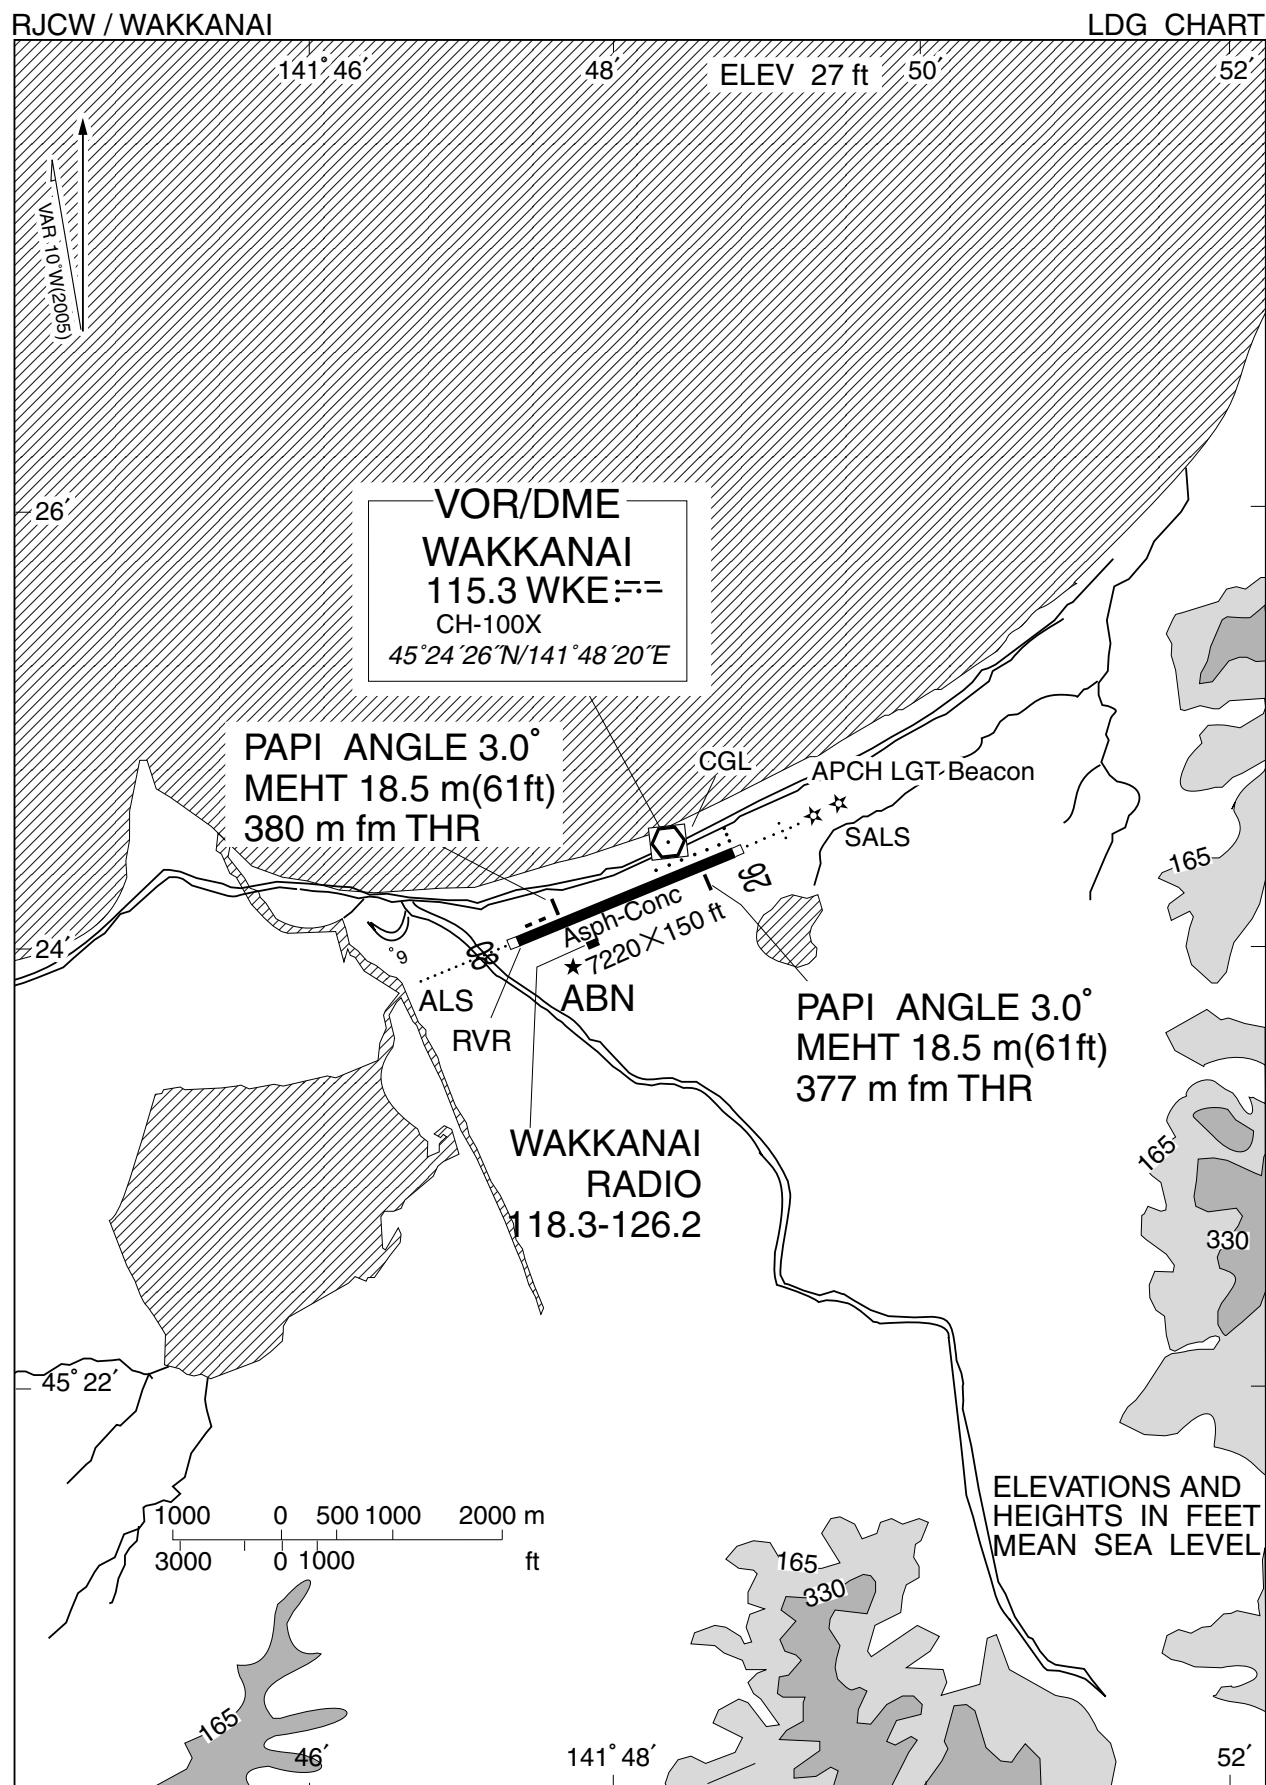 RJCW / WAKKANAI
LDG CHART
141°46′
48′
ELEV 27 ft
50′
52′
VAR 10°W(2005)
26′
VOR/DME
WAKKANAI
115.3 WKE
CH-100X
45°24′26″N/141°48′20″E
PAPI ANGLE 3.0°
MEHT 18.5 m(61ft)
380 m fm THR
CGL
APCH LGT Beacon
SALS
165
26
Asph-Conc
7220×150 ft
24′
08
ALS
RVR
ABN
PAPI ANGLE 3.0°
MEHT 18.5 m(61ft)
377 m fm THR
WAKKANAI
RADIO
118.3-126.2
165
330
45°22′
ELEVATIONS AND
HEIGHTS IN FEET
MEAN SEA LEVEL
1000 0 500 1000 2000 m
3000 0 1000 ft
165
330
165
46′
141°48′
52′